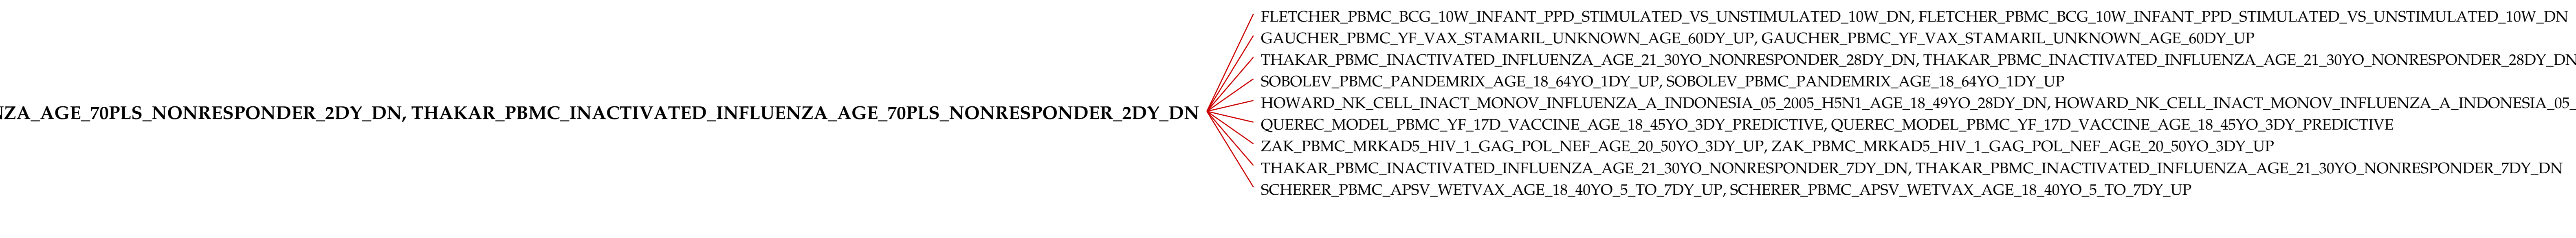 FLETCHER_PBMC_BCG_10W_INFANT_PPD_STIMULATED_VS_UNSTIMULATED_10W_DN, FLETCHER_PBMC_BCG_10W_INFANT_PPD_STIMULATED_VS_UNSTIMULATED_10W_DN
GAUCHER_PBMC_YF_VAX_STAMARIL_UNKNOWN_AGE_60DY_UP, GAUCHER_PBMC_YF_VAX_STAMARIL_UNKNOWN_AGE_60DY_UP
THAKAR_PBMC_INACTIVATED_INFLUENZA_AGE_21_30YO_NONRESPONDER_28DY_DN, THAKAR_PBMC_INACTIVATED_INFLUENZA_AGE_21_30YO_NONRESPONDER_28DY_DN
SOBOLEV_PBMC_PANDEMRIX_AGE_18_64YO_1DY_UP, SOBOLEV_PBMC_PANDEMRIX_AGE_18_64YO_1DY_UP
HOWARD_NK_CELL_INACT_MONOV_INFLUENZA_A_INDONESIA_05_2005_H5N1_AGE_18_49YO_28DY_DN, HOWARD_NK_CELL_INACT_MONOV_INFLUENZA_A_INDONESIA_05_
ZA_AGE_70PLS_NONRESPONDER_2DY_DN, THAKAR_PBMC_INACTIVATED_INFLUENZA_AGE_70PLS_NONRESPONDER_2DY_DN
QUEREC_MODEL_PBMC_YF_17D_VACCINE_AGE_18_45YO_3DY_PREDICTIVE, QUEREC_MODEL_PBMC_YF_17D_VACCINE_AGE_18_45YO_3DY_PREDICTIVE
ZAK_PBMC_MRKAD5_HIV_1_GAG_POL_NEF_AGE_20_50YO_3DY_UP, ZAK_PBMC_MRKAD5_HIV_1_GAG_POL_NEF_AGE_20_50YO_3DY_UP
THAKAR_PBMC_INACTIVATED_INFLUENZA_AGE_21_30YO_NONRESPONDER_7DY_DN, THAKAR_PBMC_INACTIVATED_INFLUENZA_AGE_21_30YO_NONRESPONDER_7DY_DN
SCHERER_PBMC_APSV_WETVAX_AGE_18_40YO_5_TO_7DY_UP, SCHERER_PBMC_APSV_WETVAX_AGE_18_40YO_5_TO_7DY_UP